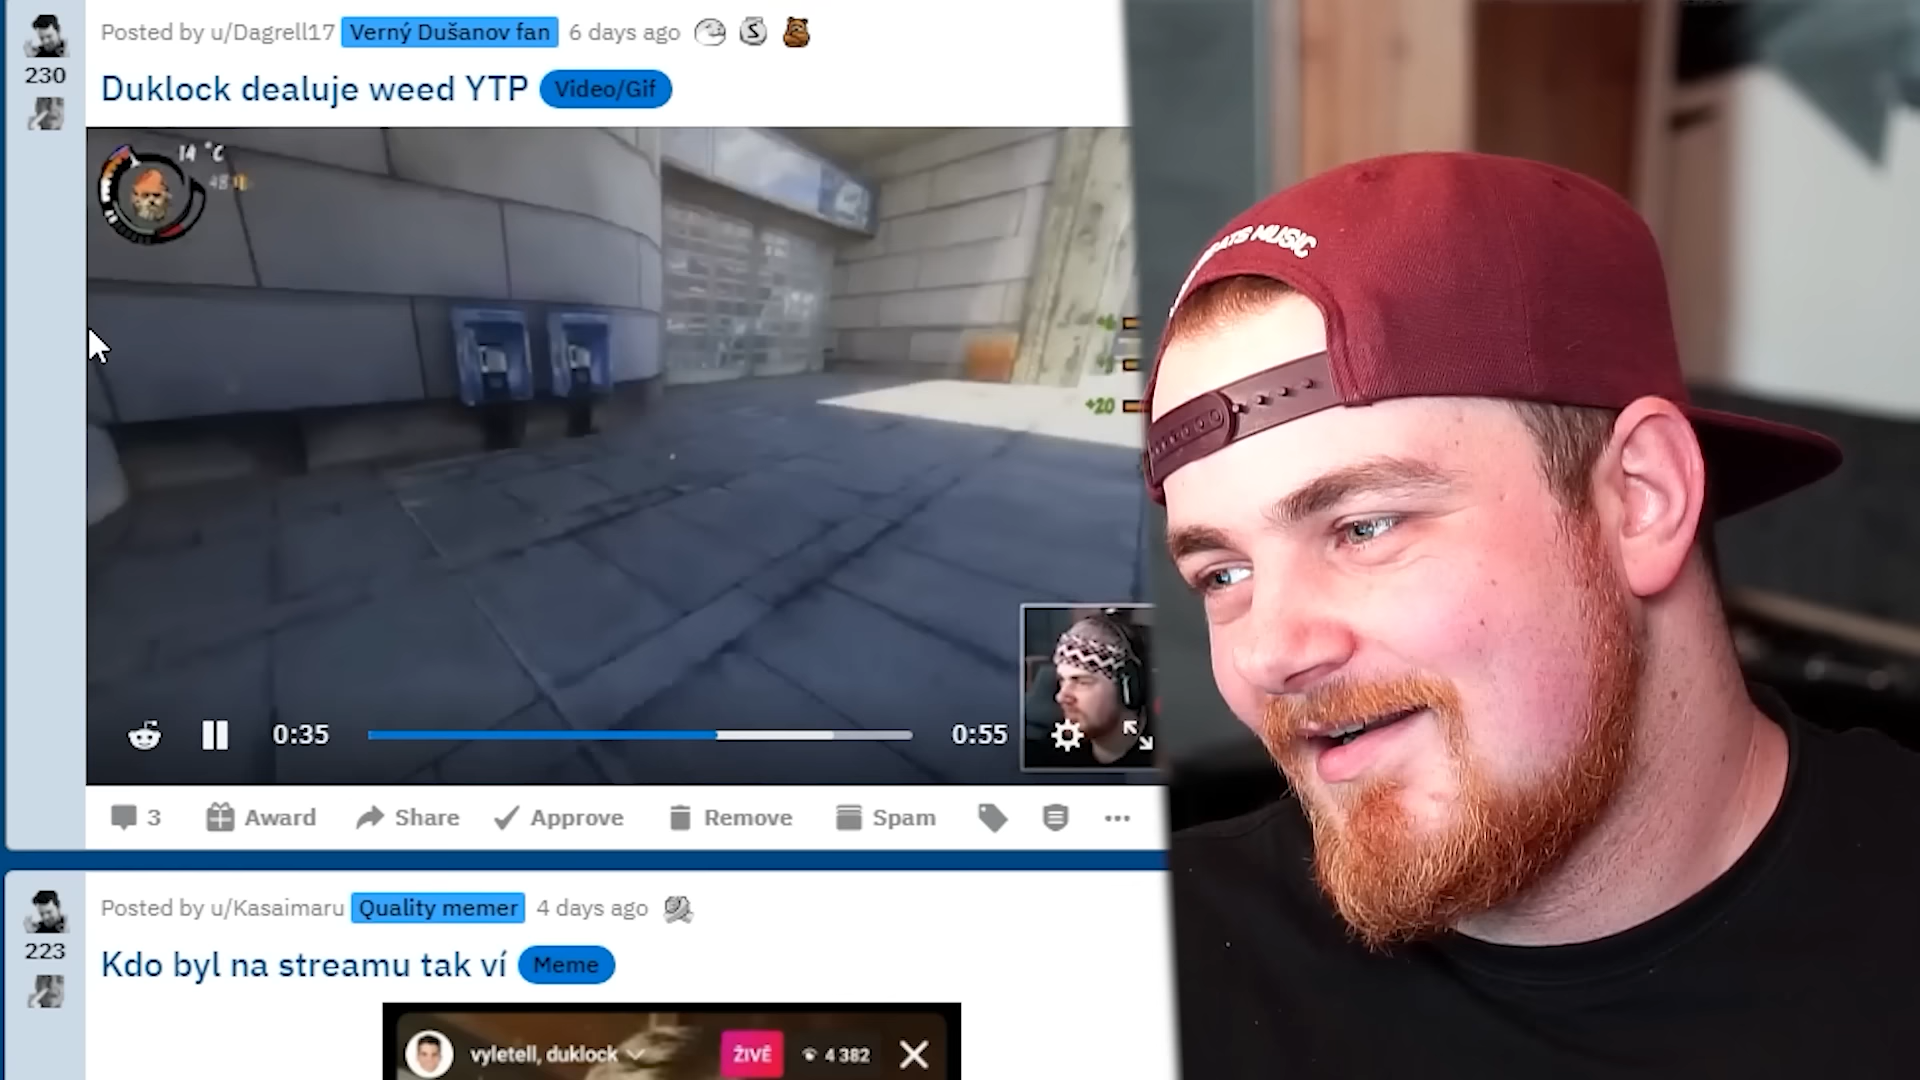 Posted by u/Dagrell17 Verný Dušanov fan 6 days ago
230
Duklock dealuje weed YTP Video/Gif
14 °C
48
+20
0:35 0:55
3 Award Share Approve Remove Spam
Posted by u/Kasaimaru Quality memer 4 days ago
223
Kdo byl na streamu tak ví Meme
vyletell, duklock ŽIVĚ 4 382
MUSIC